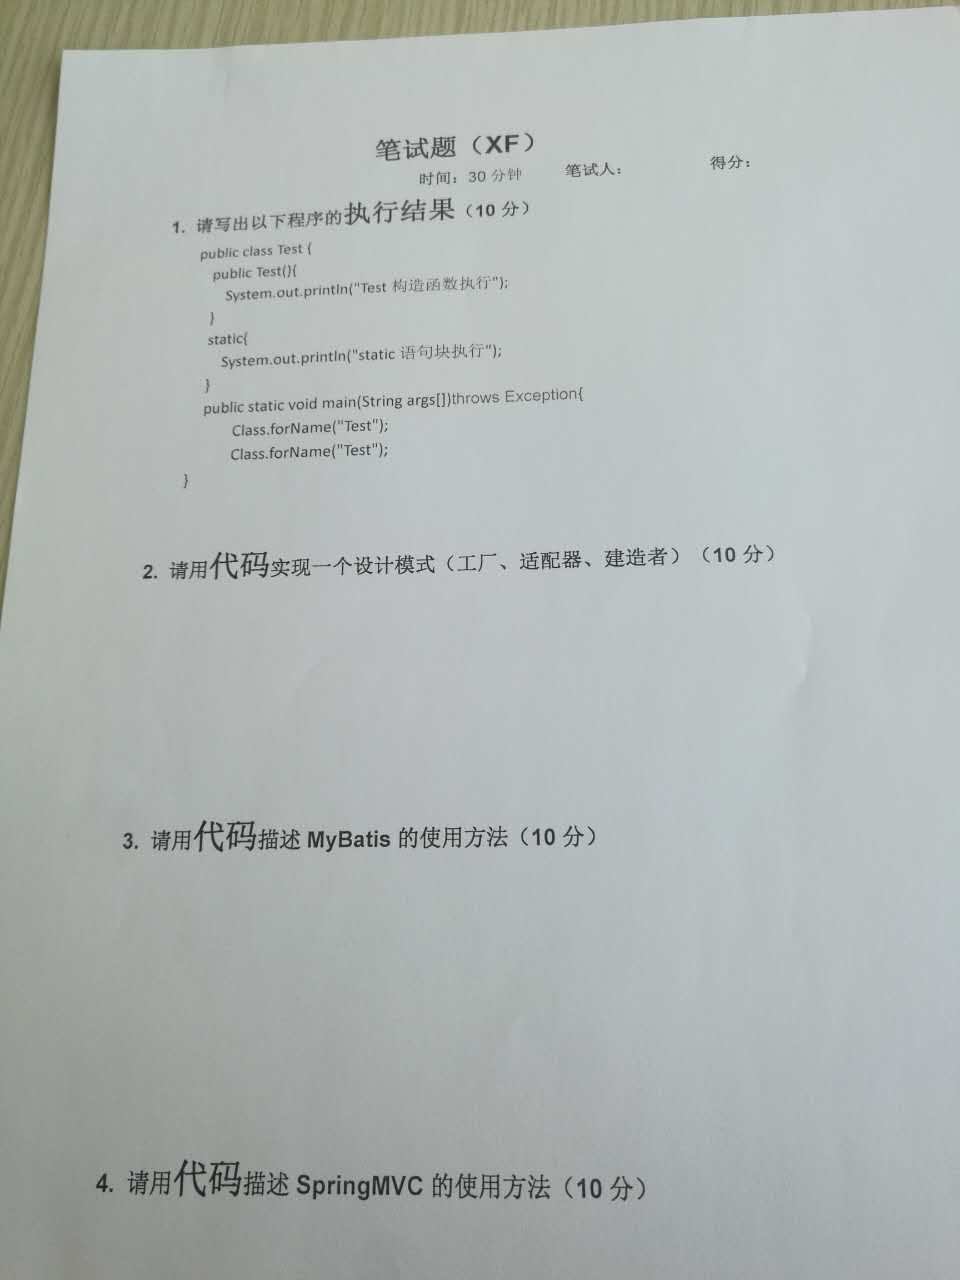 笔试题（XF）
时间：30 分钟 笔试人： 得分：
1. 请写出以下程序的执行结果（10 分）
public class Test {
public Test(){
System.out.println("Test 构造函数执行");
}
static{
System.out.println("static 语句块执行");
}
public static void main(String args[])throws Exception{
Class.forName("Test");
Class.forName("Test");
}
2. 请用代码实现一个设计模式（工厂、适配器、建造者）（10 分）
3. 请用代码描述 MyBatis 的使用方法（10 分）
4. 请用代码描述 SpringMVC 的使用方法（10 分）